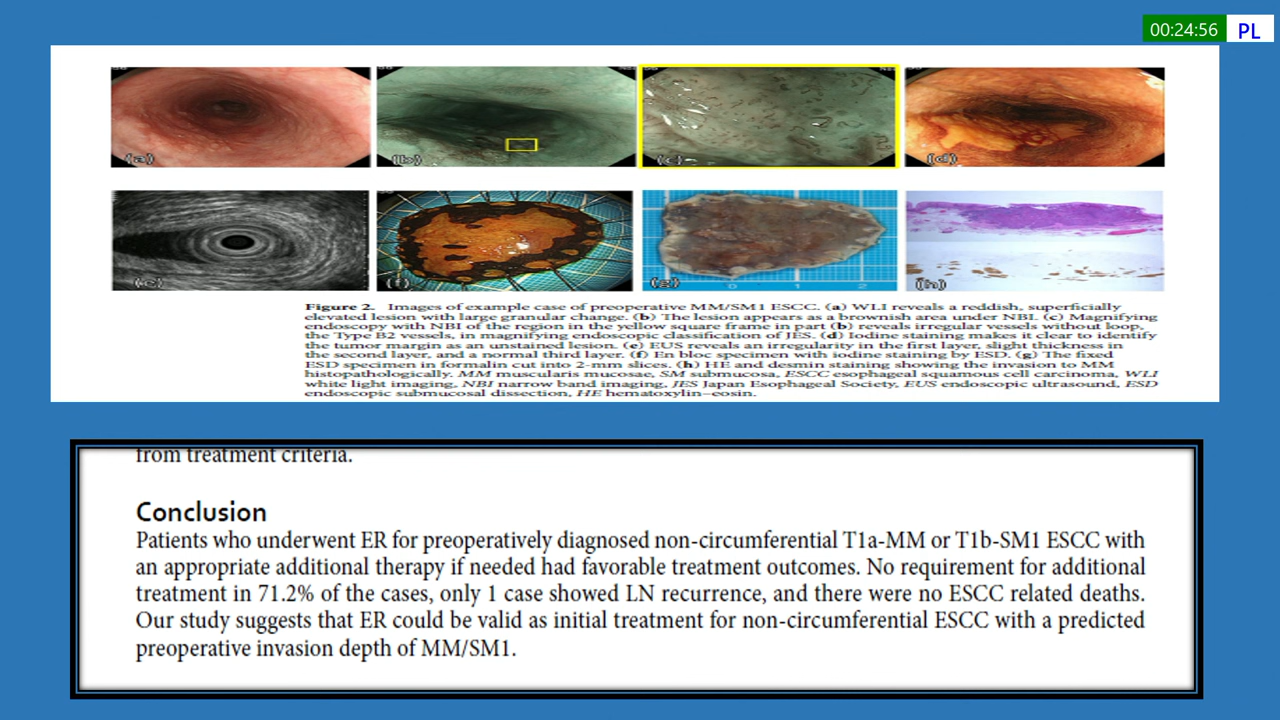 00:24:56 PL
(a) (b) (c) (d)
(e) (f) (g) (h)
0 1 2
Figure 2. Images of example case of preoperative MM/SM1 ESCC. (a) WLI reveals a reddish, superficially
elevated lesion with large granular change. (b) The lesion appears as a brownish area under NBI. (c) Magnifying
endoscopy with NBI of the region in the yellow square frame in part (b) reveals irregular vessels without loop,
the Type B2 vessels, in magnifying endoscopic classification of JES. (d) Iodine staining makes it clear to identify
the tumor margin as an unstained lesion. (e) EUS reveals an irregularity in the first layer, slight thickness in
the second layer, and a normal third layer. (f) En bloc specimen with iodine staining by ESD. (g) The fixed
ESD specimen in formalin cut into 2-mm slices. (h) HE and desmin staining showing the invasion to MM
histopathologically. MM muscularis mucosae, SM submucosa, ESCC esophageal squamous cell carcinoma, WLI
white light imaging, NBI narrow band imaging, JES Japan Esophageal Society, EUS endoscopic ultrasound, ESD
endoscopic submucosal dissection, HE hematoxylin–eosin.
from treatment criteria.
Conclusion
Patients who underwent ER for preoperatively diagnosed non-circumferential T1a-MM or T1b-SM1 ESCC with
an appropriate additional therapy if needed had favorable treatment outcomes. No requirement for additional
treatment in 71.2% of the cases, only 1 case showed LN recurrence, and there were no ESCC related deaths.
Our study suggests that ER could be valid as initial treatment for non-circumferential ESCC with a predicted
preoperative invasion depth of MM/SM1.